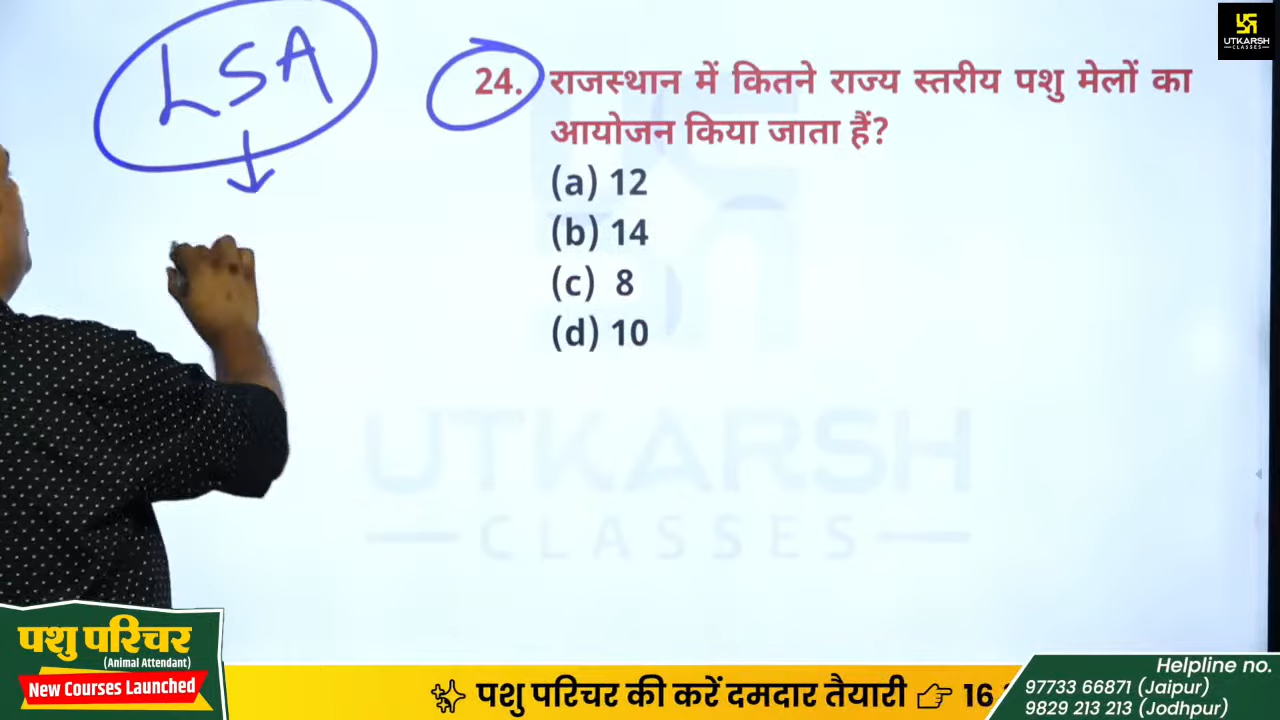 LSA
UTKARSH
CLASSES
24. राजस्थान में कितने राज्य स्तरीय पशु मेलों का
आयोजन किया जाता हैं?
(a) 12
(b) 14
(c) 8
(d) 10
UTKARSH
CLASSES
पशु परिचर
(Animal Attendant)
New Courses Launched
पशु परिचर की करें दमदार तैयारी 16
Helpline no.
97733 66871 (Jaipur)
9829 213 213 (Jodhpur)